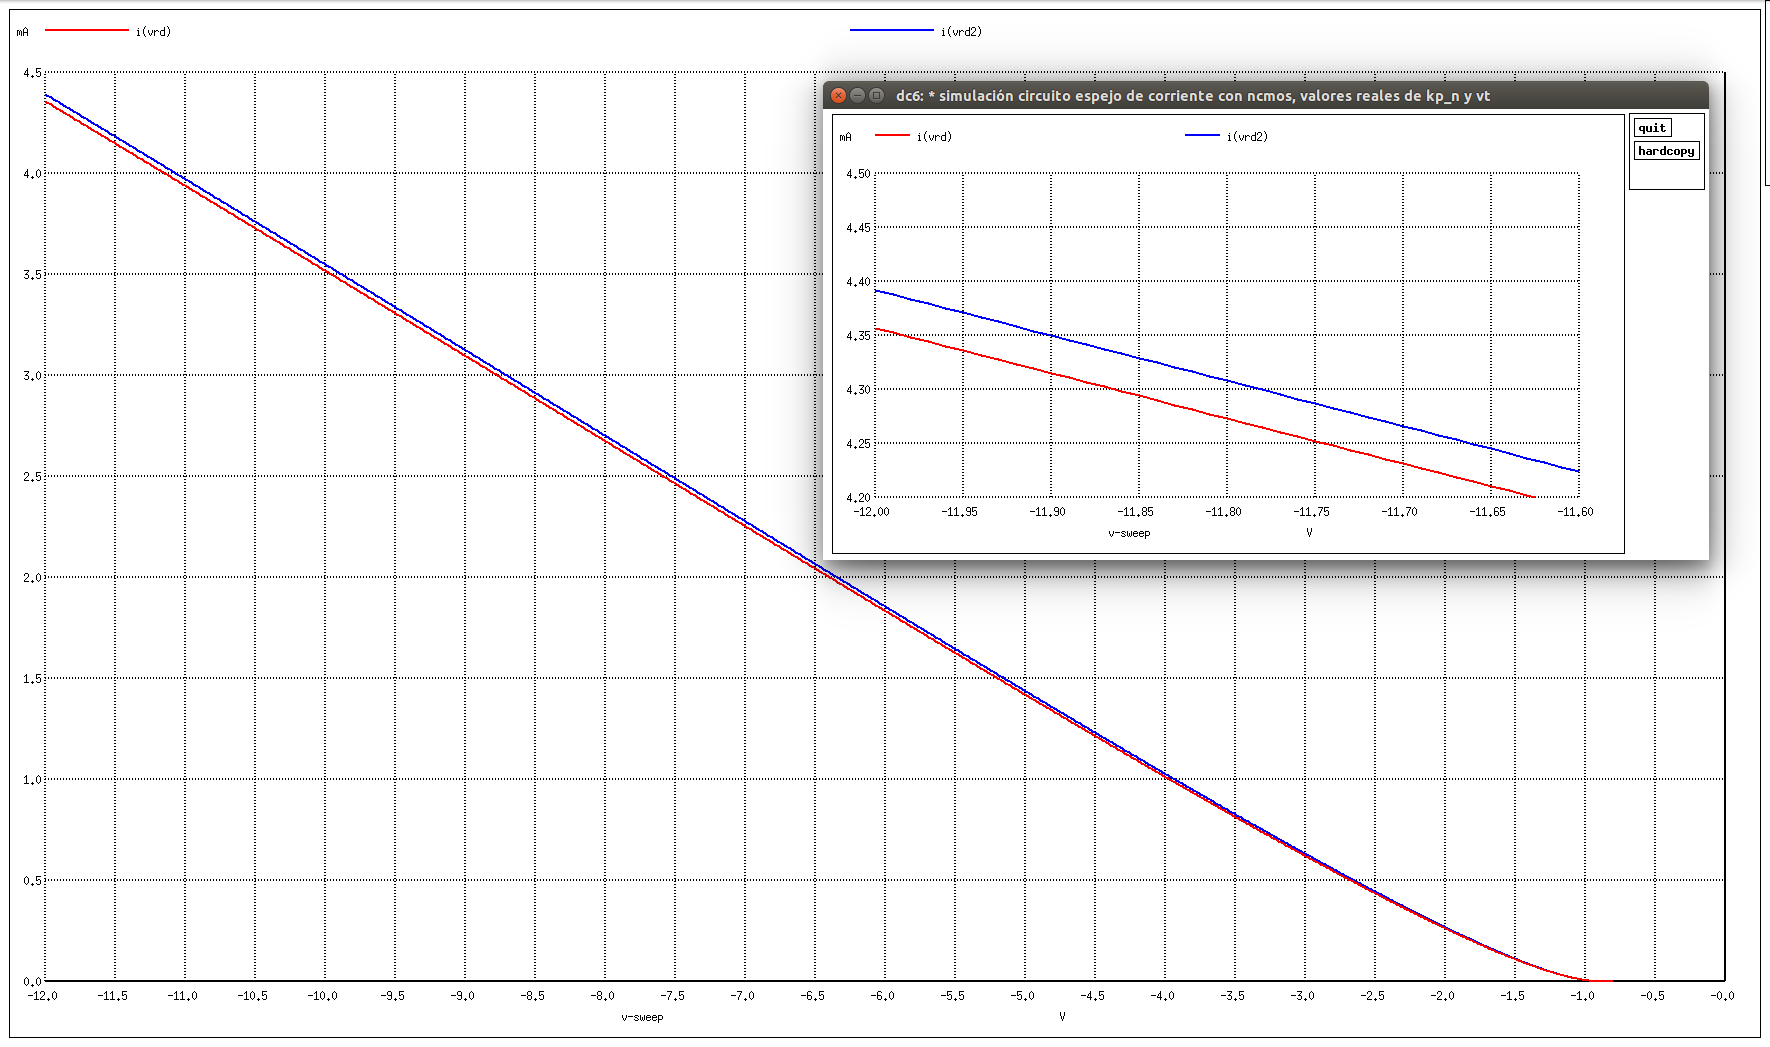 mA i(vrd) i(vrd2)
4.5
4.0
3.5
3.0
2.5
2.0
1.5
1.0
0.5
0.0
-12.0 -11.5 -11.0 -10.5 -10.0 -9.5 -9.0 -8.5 -8.0 -7.5 -7.0 -6.5 -6.0 -5.5 -5.0 -4.5 -4.0 -3.5 -3.0 -2.5 -2.0 -1.5 -1.0 -0.5 -0.0
v-sweep V
dc6: * simulación circuito espejo de corriente con ncmos, valores reales de kp_n y vt
mA i(vrd) i(vrd2)
quit
hardcopy
4.50
4.45
4.40
4.35
4.30
4.25
4.20
-12.00 -11.95 -11.90 -11.85 -11.80 -11.75 -11.70 -11.65 -11.60
v-sweep V